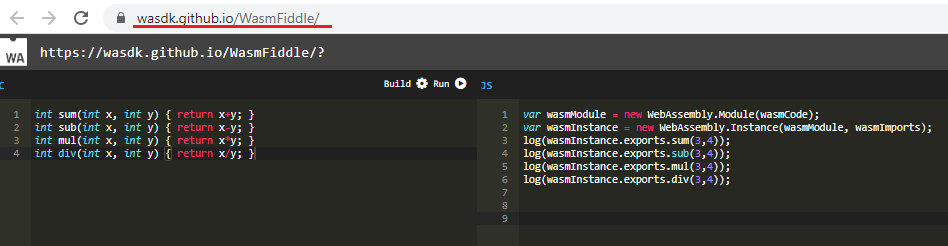 wasdk.github.io/WasmFiddle/
WA
https://wasdk.github.io/WasmFiddle/?
C
Build Run
1 int sum(int x, int y) { return x+y; }
2 int sub(int x, int y) { return x-y; }
3 int mul(int x, int y) { return x*y; }
4 int div(int x, int y) { return x/y; }
JS
1 var wasmModule = new WebAssembly.Module(wasmCode);
2 var wasmInstance = new WebAssembly.Instance(wasmModule, wasmImports);
3 log(wasmInstance.exports.sum(3,4));
4 log(wasmInstance.exports.sub(3,4));
5 log(wasmInstance.exports.mul(3,4));
6 log(wasmInstance.exports.div(3,4));
7
8
9